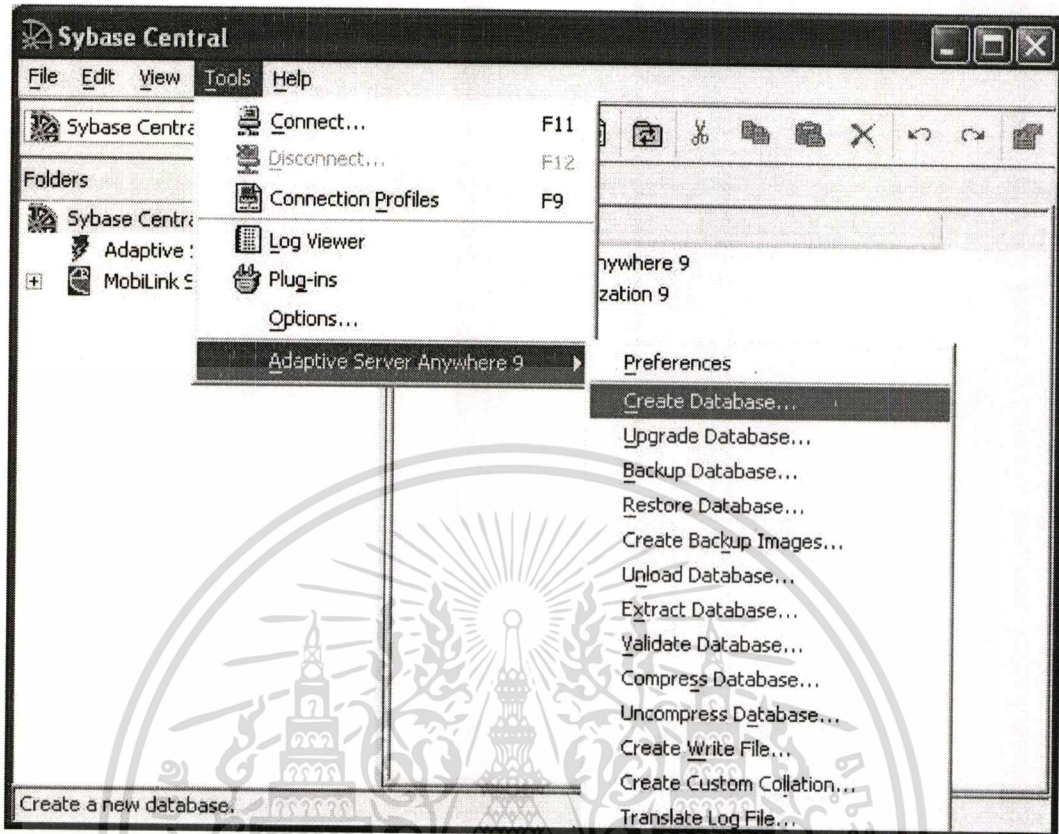 Sybase Central
File Edit View Tools Help
Sybase Centra
Connect... F11
Disconnect... F12
Folders
Connection Profiles F9
Sybase Centra
Log Viewer
Adaptive
nywhere 9
MobiLink S
Plug-ins
zation 9
Options...
Adaptive Server Anywhere 9
Preferences
Create Database...
Upgrade Database...
Backup Database...
Restore Database...
Create Backup Images...
Unload Database...
Extract Database...
Validate Database...
Compress Database...
Uncompress Database...
Create Write File...
Create Custom Collation...
Translate Log File...
Create a new database.